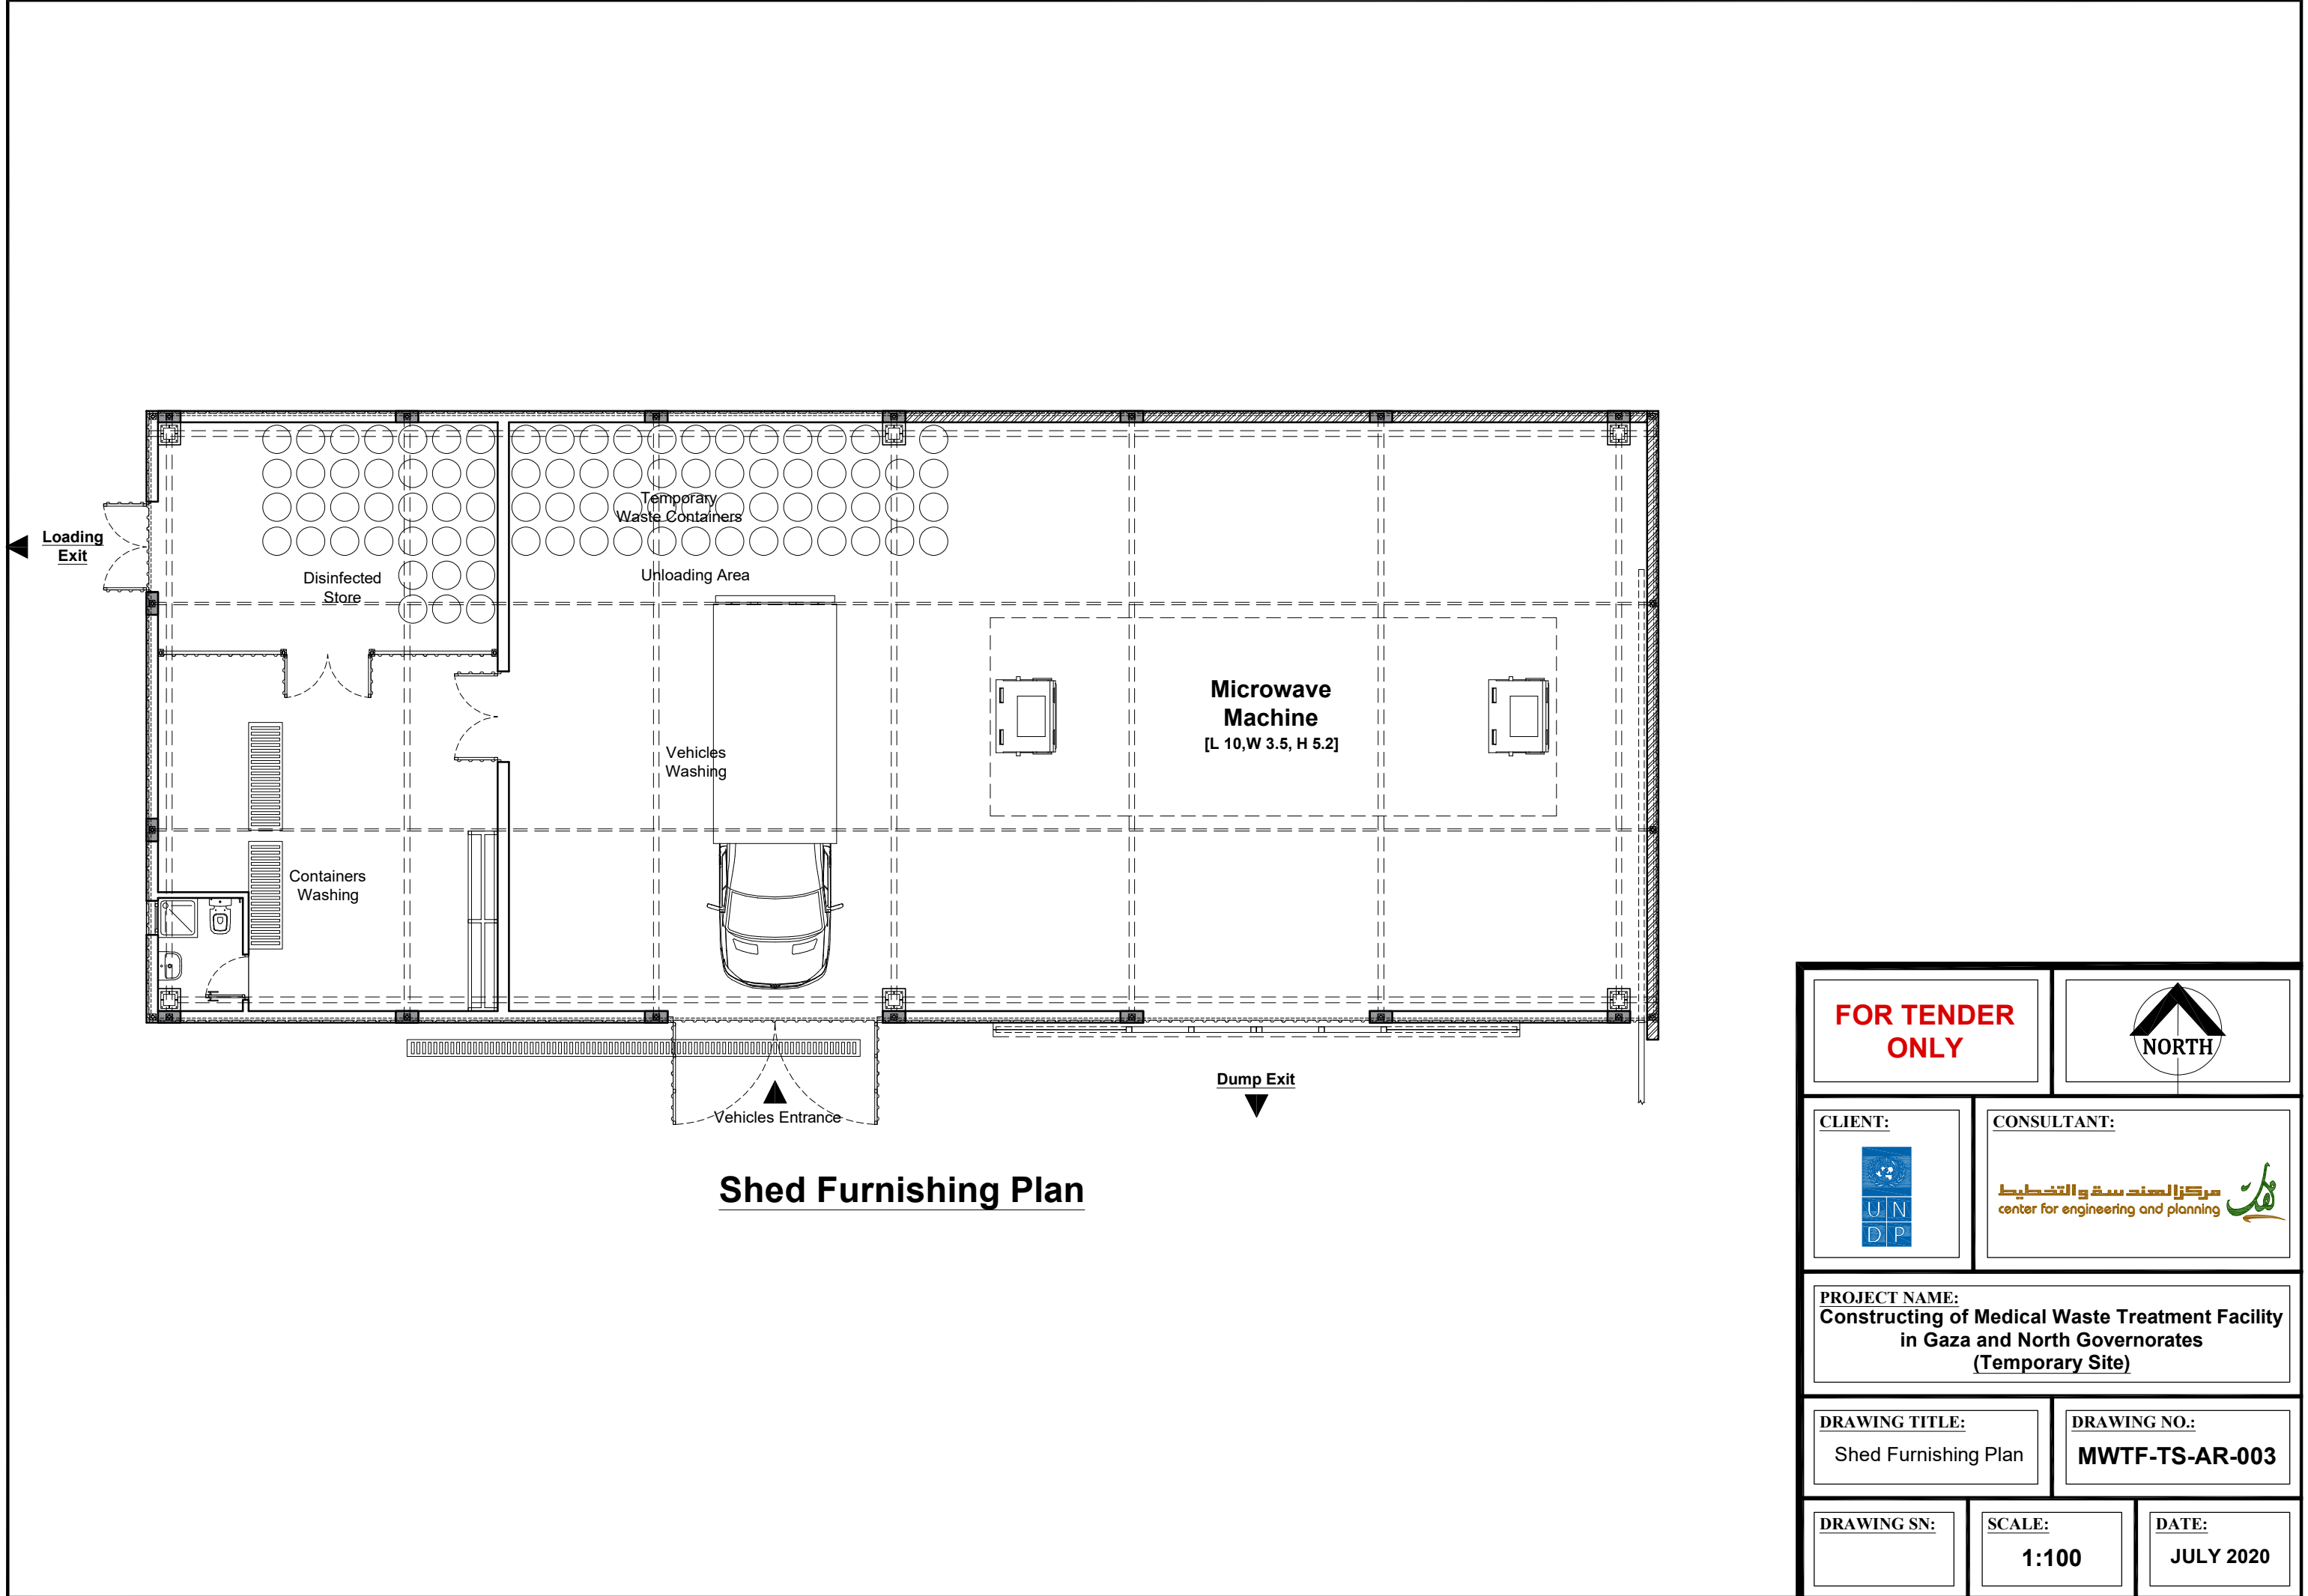 Loading
Exit
Temporary
Waste Containers
Disinfected
Store
Unloading Area
Microwave
Machine
[L 10,W 3.5, H 5.2]
Vehicles
Washing
Containers
Washing
Vehicles Entrance
Dump Exit
Shed Furnishing Plan
FOR TENDER
ONLY
NORTH
CLIENT:
U N
D P
CONSULTANT:
مركز الهندسة والتخطيط
center for engineering and planning
PROJECT NAME:
Constructing of Medical Waste Treatment Facility
in Gaza and North Governorates
(Temporary Site)
DRAWING TITLE:
Shed Furnishing Plan
DRAWING NO.:
MWTF-TS-AR-003
DRAWING SN:
SCALE:
1:100
DATE:
JULY 2020